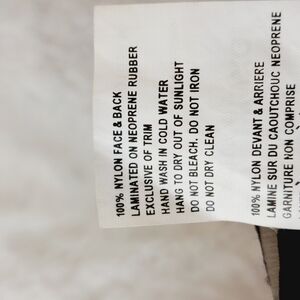 100% NYLON FACE & BACK
LAMINATED ON NEOPRENE RUBBER
EXCLUSIVE OF TRIM
HAND WASH IN COLD WATER
HANG TO DRY OUT OF SUNLIGHT
DO NOT BLEACH. DO NOT IRON
DO NOT DRY CLEAN
100% NYLON DEVANT & ARRIERE
LAMINE SUR DU CAOUTCHOUC NEOPRENE
GARNITURE NON COMPRISE